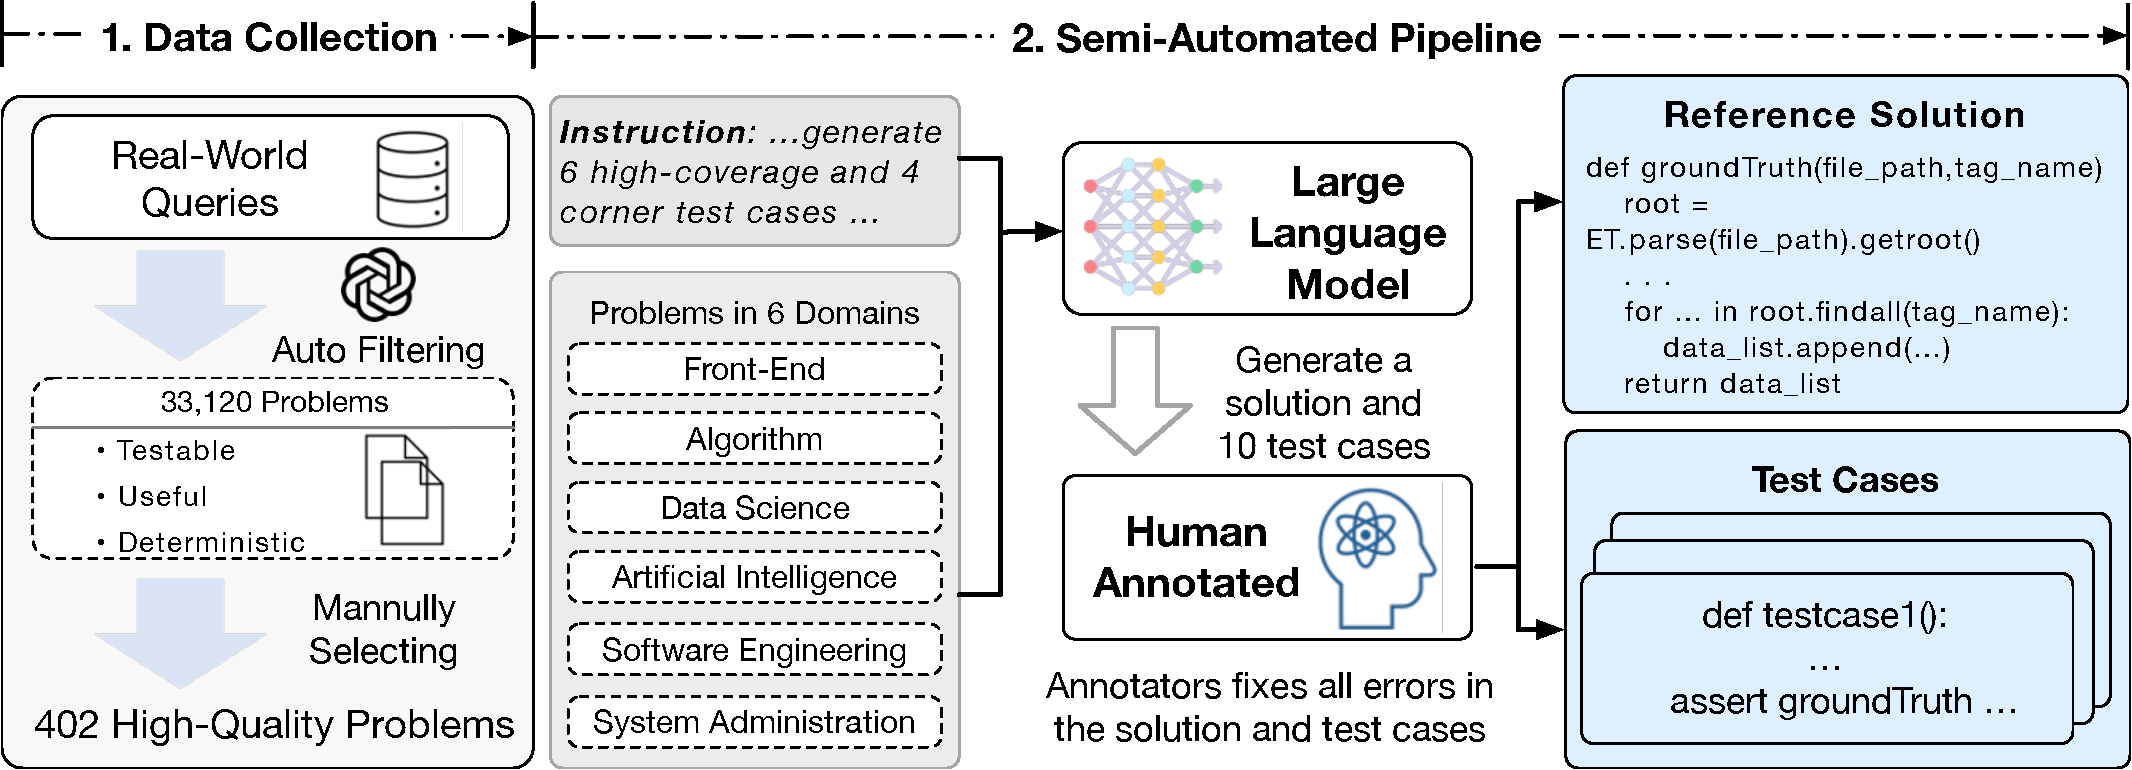 1. Data Collection
2. Semi-Automated Pipeline
Real-World
Queries
Auto Filtering
33,120 Problems
• Testable
• Useful
• Deterministic
Mannully
Selecting
402 High-Quality Problems
Instruction: ...generate
6 high-coverage and 4
corner test cases ...
Problems in 6 Domains
Front-End
Algorithm
Data Science
Artificial Intelligence
Software Engineering
System Administration
Large
Language
Model
Generate a
solution and
10 test cases
Human
Annotated
Annotators fixes all errors in
the solution and test cases
Reference Solution
def groundTruth(file_path,tag_name)
root =
ET.parse(file_path).getroot()
. . .
for ... in root.findall(tag_name):
data_list.append(...)
return data_list
Test Cases
def testcase1():
...
assert groundTruth ...